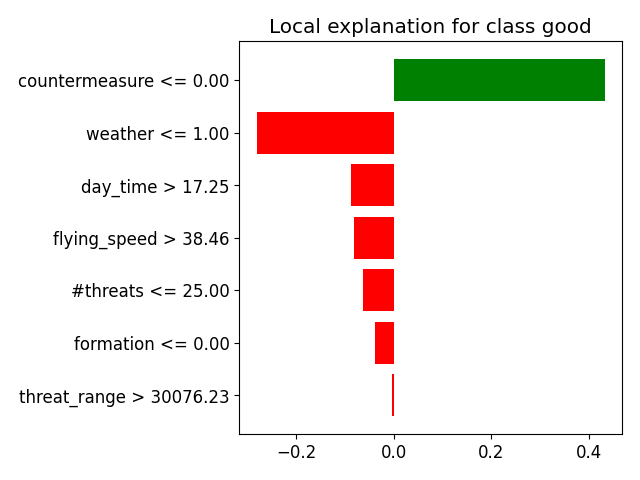 Local explanation for class good
countermeasure <= 0.00
weather <= 1.00
day_time > 17.25
flying_speed > 38.46
#threats <= 25.00
formation <= 0.00
threat_range > 30076.23
−0.2 0.0 0.2 0.4